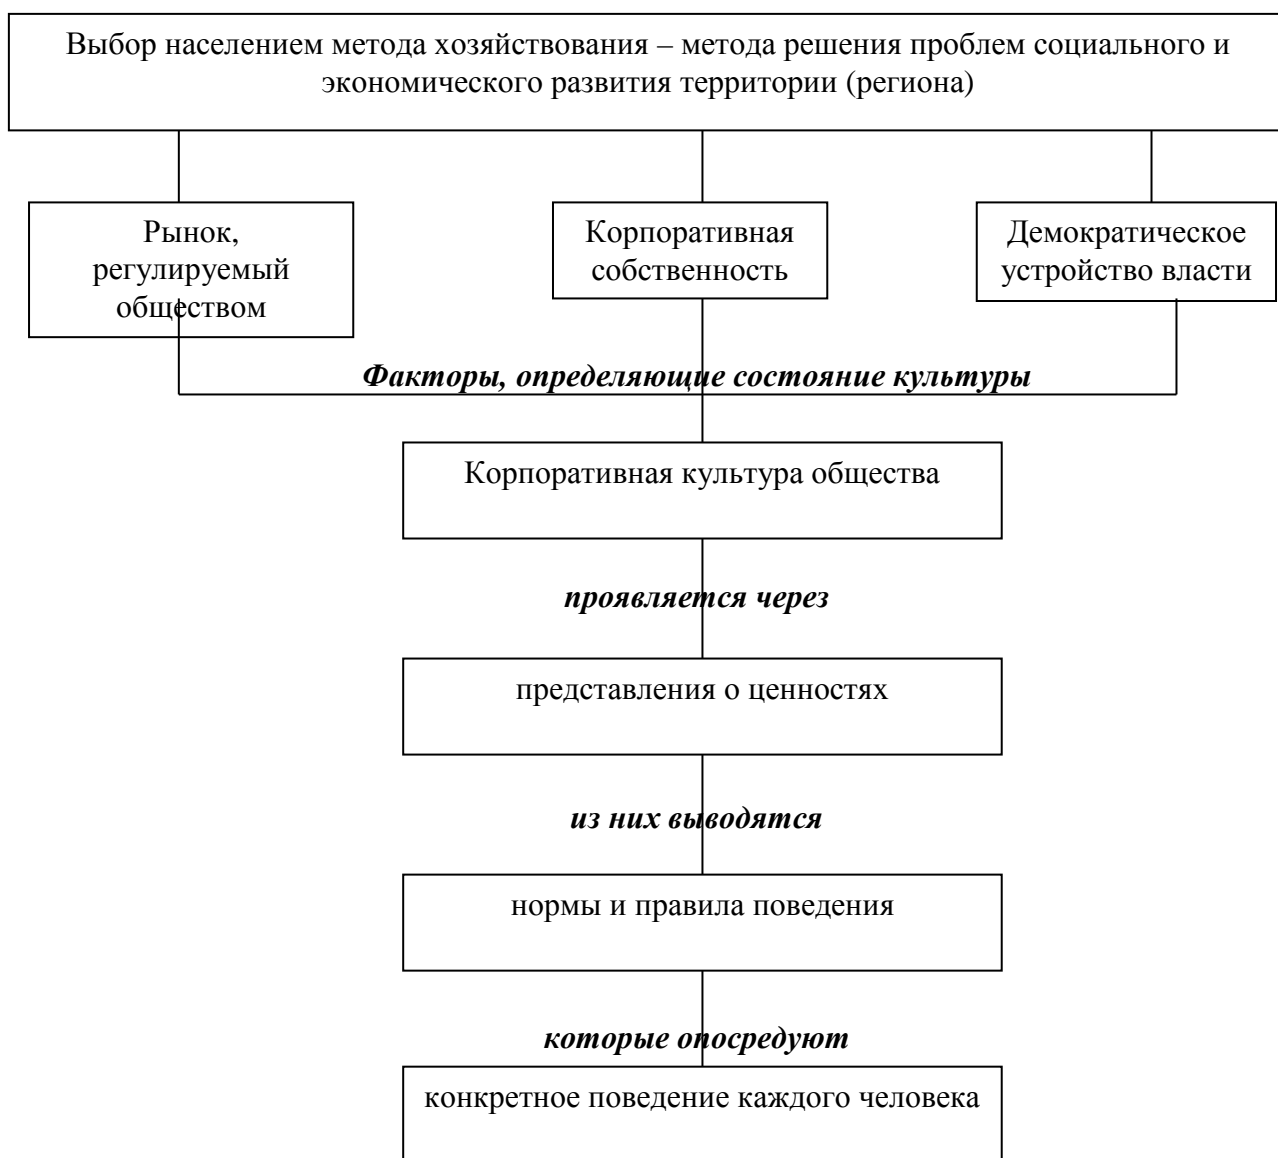 Выбор населением метода хозяйствования – метода решения проблем социального и
экономического развития территории (региона)
Рынок,
регулируемый
обществом
Корпоративная
собственность
Демократическое
устройство власти
Факторы, определяющие состояние культуры
Корпоративная культура общества
проявляется через
представления о ценностях
из них выводятся
нормы и правила поведения
которые опосредуют
конкретное поведение каждого человека